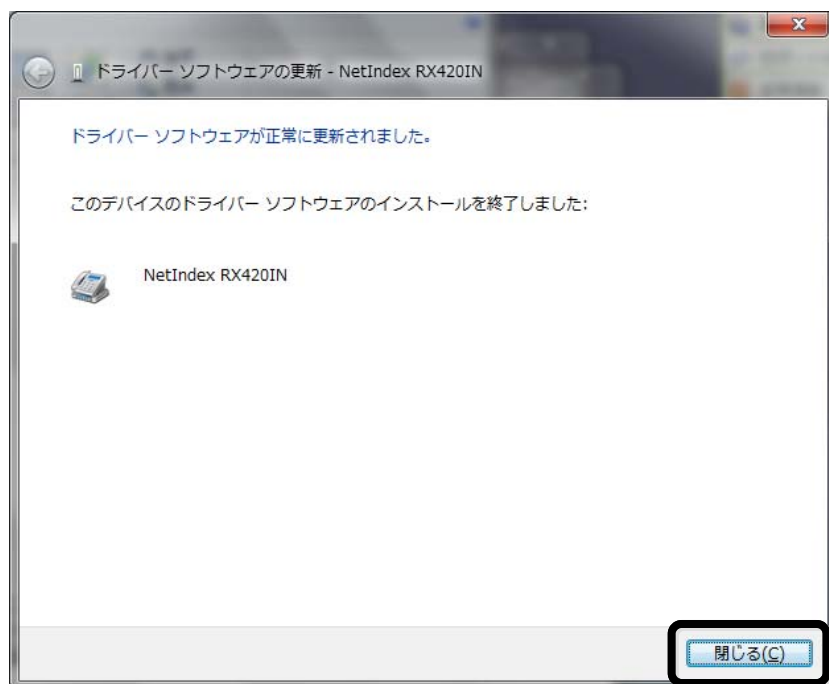 ドライバー ソフトウェアの更新 - NetIndex RX420IN
ドライバー ソフトウェアが正常に更新されました。
このデバイスのドライバー ソフトウェアのインストールを終了しました:
NetIndex RX420IN
閉じる(C)